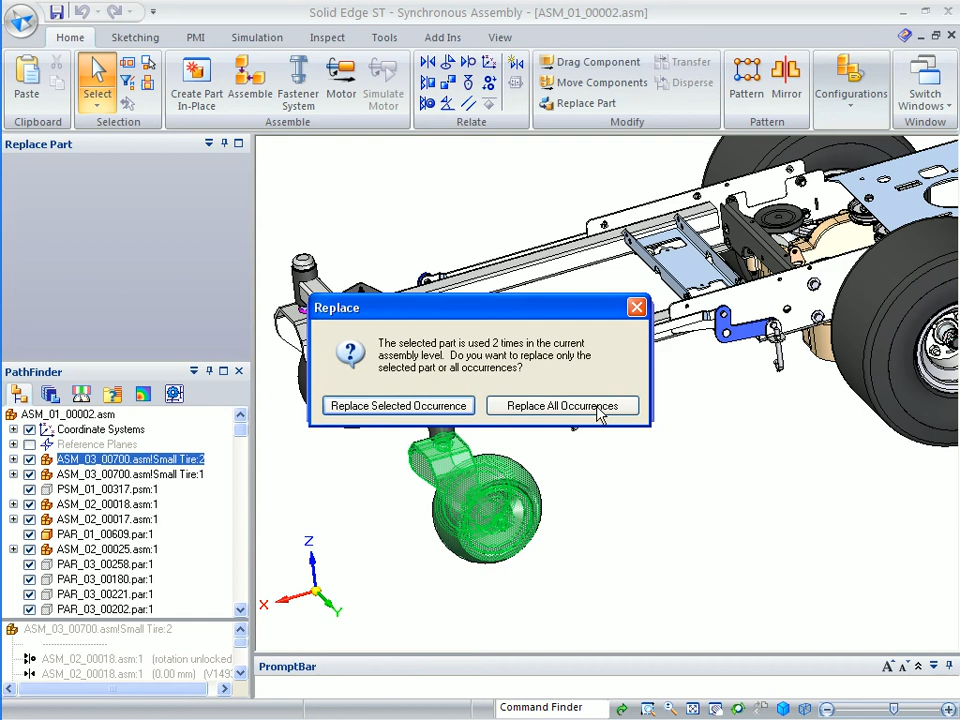 Solid Edge ST - Synchronous Assembly - [ASM_01_00002.asm]
Home
Sketching
PMI
Simulation
Inspect
Tools
Add Ins
View
Paste
Select
Create Part
In-Place
Assemble
Fastener
System
Motor
Simulate
Motor
Drag Component
Move Components
Replace Part
Transfer
Disperse
Pattern
Mirror
Configurations
Switch
Windows
Clipboard
Selection
Assemble
Relate
Modify
Pattern
Window
Replace Part
Replace
The selected part is used 2 times in the current
assembly level. Do you want to replace only the
selected part or all occurrences?
Replace Selected Occurrence
Replace All Occurrences
PathFinder
ASM_01_00002.asm
Coordinate Systems
Reference Planes
ASM_03_00700.asm!Small Tire:2
ASM_03_00700.asm!Small Tire:1
PSM_01_00317.psm:1
ASM_02_00018.asm:1
ASM_02_00017.asm:1
PAR_01_00609.par:1
ASM_02_00025.asm:1
PAR_03_00258.par:1
PAR_03_00180.par:1
PAR_03_00221.par:1
PAR_03_00202.par:1
Z
X
Y
ASM_03_00700.asm!Small Tire:2
ASM_02_00018.asm:1 (rotation unlocked
ASM_02_00018.asm:1 (0.00 mm)
PromptBar
Command Finder